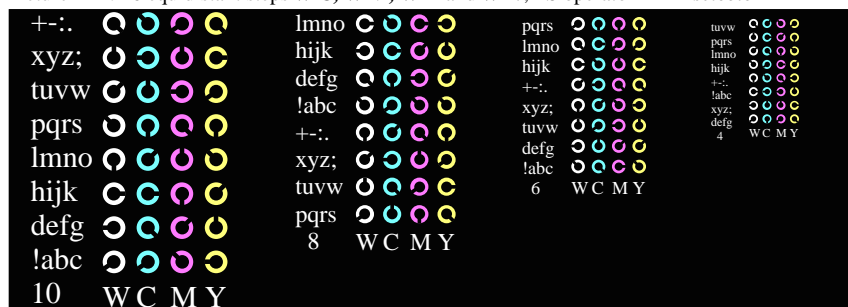 +-:.
xyz;
tuvw
pqrs
lmno
hijk
defg
!abc
10 W C M Y
lmno
hijk
defg
!abc
+-:.
xyz;
tuvw
pqrs
8 W C M Y
pqrs
lmno
hijk
+-:.
xyz;
tuvw
defg
!abc
6 W C M Y
tuvw
pqrs
lmno
hijk
+-:.
!abc
xyz;
defg
4 W C M Y